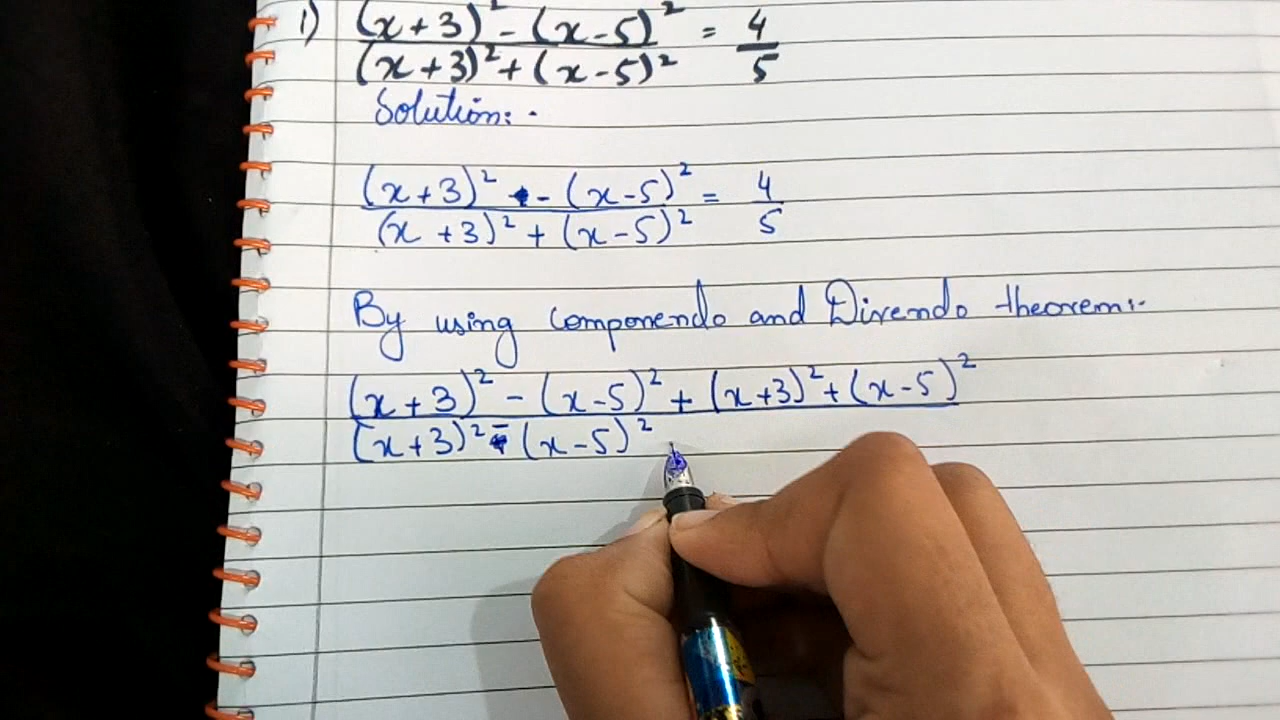 1) (x+3)² - (x-5)² / (x+3)² + (x-5)² = 4/5
Solution:-
(x+3)² - (x-5)² / (x+3)² + (x-5)² = 4/5
By using componendo and Divendo theorem:-
(x+3)² - (x-5)² + (x+3)² + (x-5)²
(x+3)² - (x-5)²